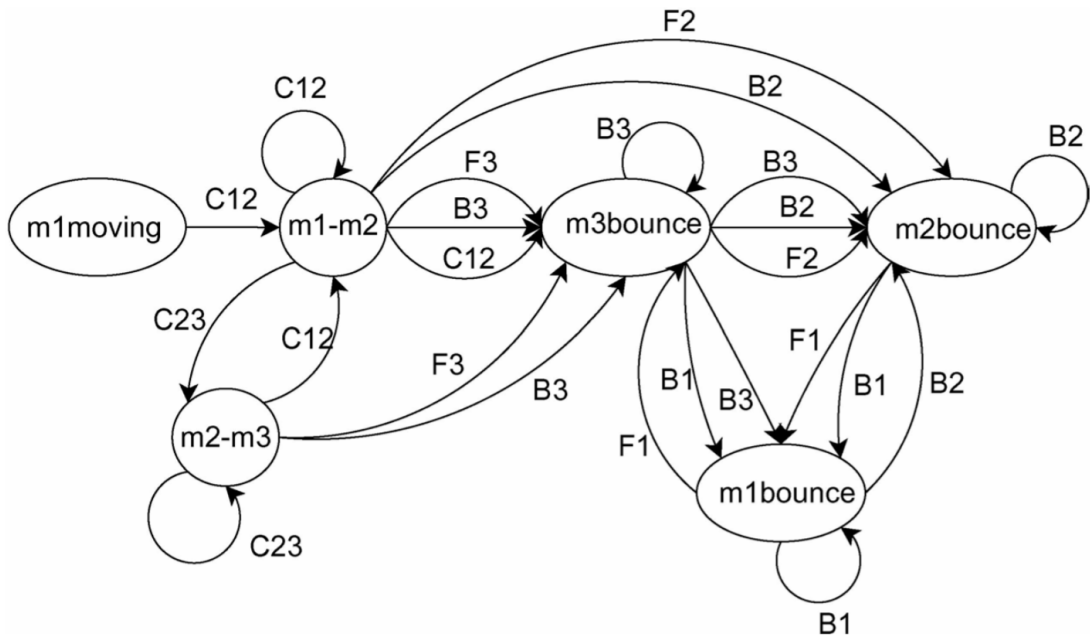 F2
C12
B2
B3
B2
F3
B3
C12
m1moving
m1-m2
B3
m3bounce
B2
m2bounce
C12
F2
C23
C12
F3
F1
B3
B1
B3
B1
B2
m2-m3
F1
m1bounce
C23
B1